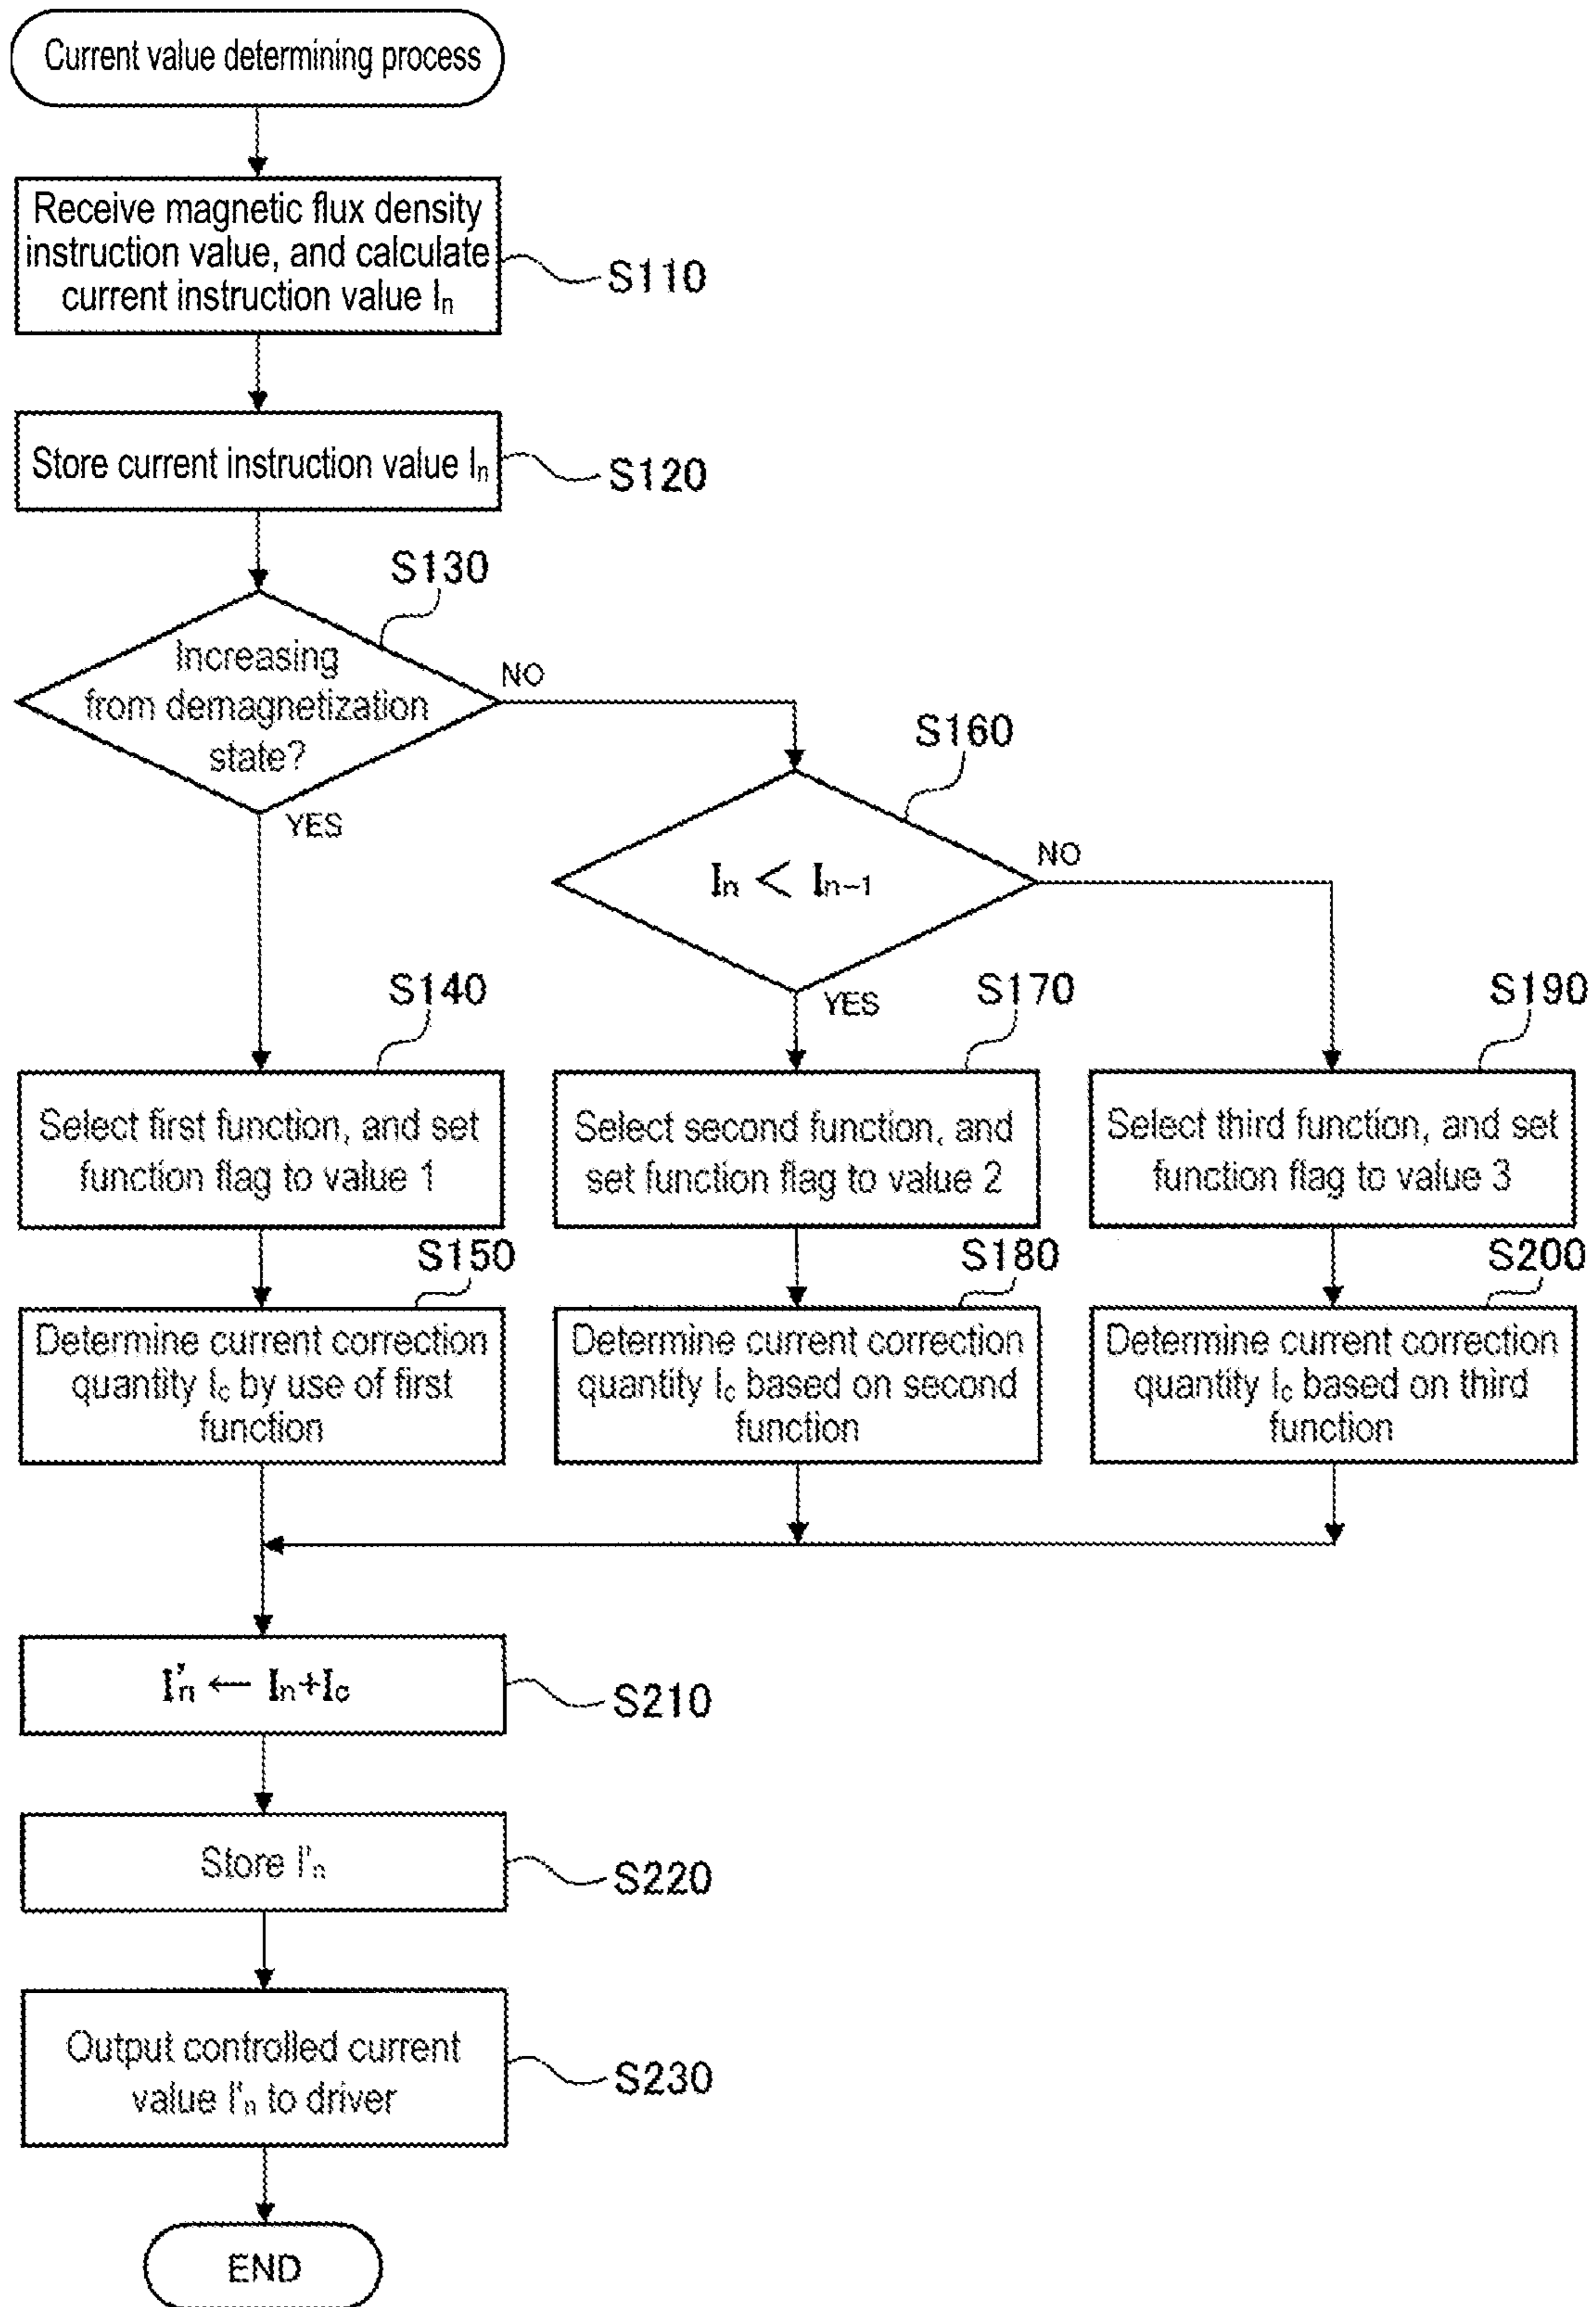 Current value determining process
Receive magnetic flux density
instruction value, and calculate
current instruction value Iₙ
S110
Store current instruction value Iₙ
S120
S130
Increasing
from demagnetization
state?
NO
YES
S160
Iₙ < Iₙ₋₁
NO
YES
S140
Select first function, and set
function flag to value 1
S170
Select second function, and
set function flag to value 2
S190
Select third function, and set
function flag to value 3
S150
Determine current correction
quantity I꜀ by use of first
function
S180
Determine current correction
quantity I꜀ based on second
function
S200
Determine current correction
quantity I꜀ based on third
function
I'ₙ ← Iₙ+I꜀
S210
Store I'ₙ
S220
Output controlled current
value I'ₙ to driver
S230
END